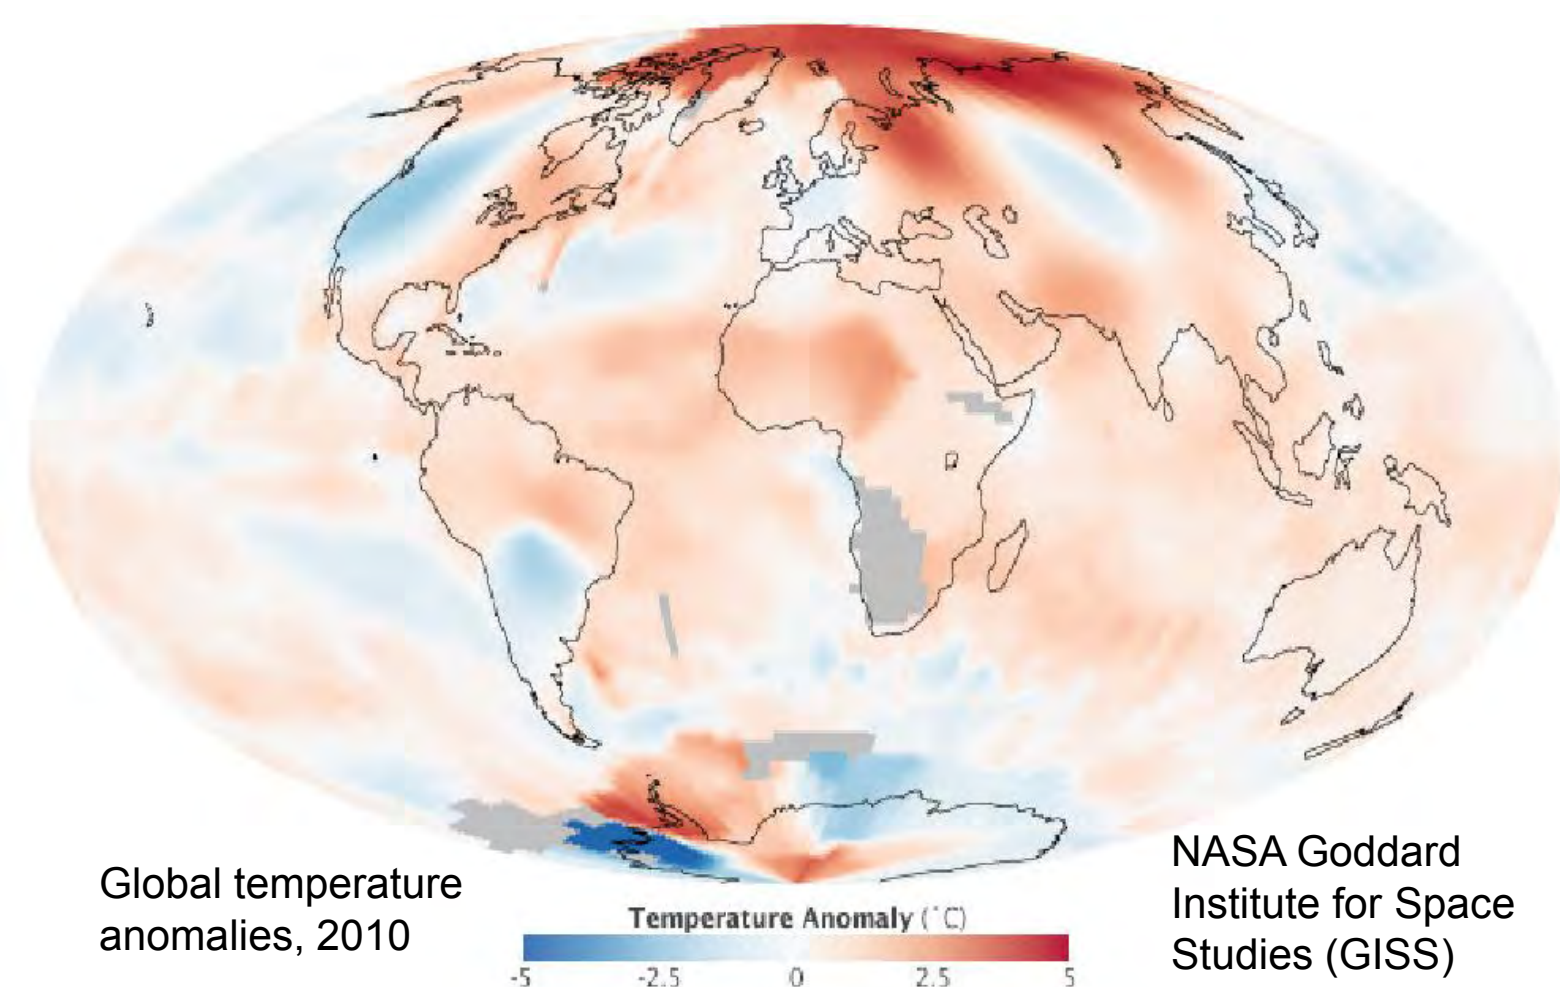 Global temperature
anomalies, 2010
Temperature Anomaly (˚C)
-5 -2.5 0 2.5 5
NASA Goddard
Institute for Space
Studies (GISS)